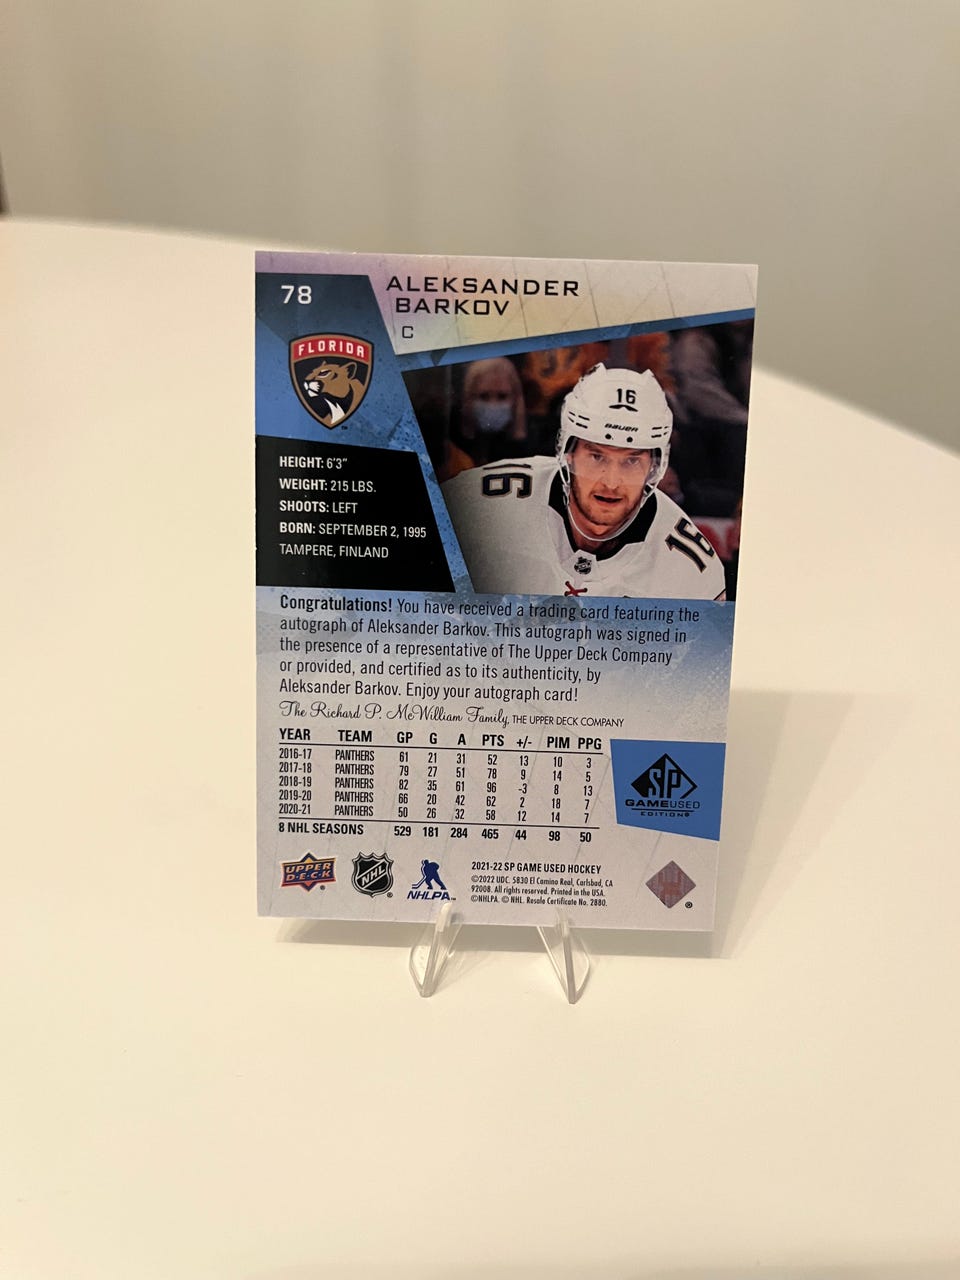 78
ALEKSANDER
BARKOV
C
FLORIDA
16
BAUER
16
16
NHL
HEIGHT: 6'3"
WEIGHT: 215 LBS.
SHOOTS: LEFT
BORN: SEPTEMBER 2, 1995
TAMPERE, FINLAND
Congratulations! You have received a trading card featuring the
autograph of Aleksander Barkov. This autograph was signed in
the presence of a representative of The Upper Deck Company
or provided, and certified as to its authenticity, by
Aleksander Barkov. Enjoy your autograph card!
The Richard P. McWilliam Family, THE UPPER DECK COMPANY
YEAR TEAM GP G A PTS +/- PIM PPG
2016-17 PANTHERS 61 21 31 52 13 10 3
2017-18 PANTHERS 79 27 51 78 9 14 5
2018-19 PANTHERS 82 35 61 96 -3 8 13
2019-20 PANTHERS 66 20 42 62 2 18 7
2020-21 PANTHERS 50 26 32 58 12 14 7
8 NHL SEASONS 529 181 284 465 44 98 50
SP
GAMEUSED
EDITION®
UPPER
DECK
®
NHL
®
NHLPA™
2021-22 SP GAME USED HOCKEY
©2022 UDC. 5830 El Camino Real, Carlsbad, CA
92008. All rights reserved. Printed in the USA.
©NHLPA. © NHL. Resale Certificate No. 2880.
®